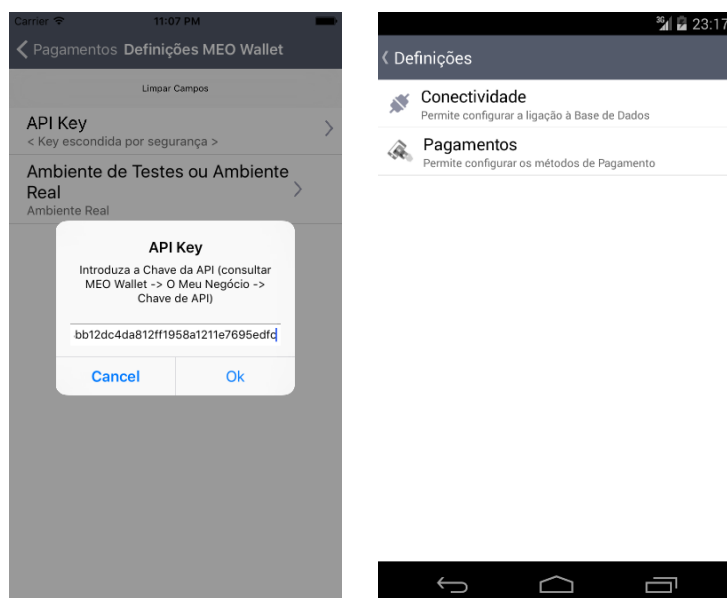 Carrier 11:07 PM
Pagamentos Definições MEO Wallet
Limpar Campos
API Key
< Key escondida por segurança >
Ambiente de Testes ou Ambiente
Real
Ambiente Real
API Key
Introduza a Chave da API (consultar
MEO Wallet -> O Meu Negócio ->
Chave de API)
bb12dc4da812ff1958a1211e7695edfc
Cancel Ok
3G 23:17
Definições
Conectividade
Permite configurar a ligação à Base de Dados
Pagamentos
Permite configurar os métodos de Pagamento